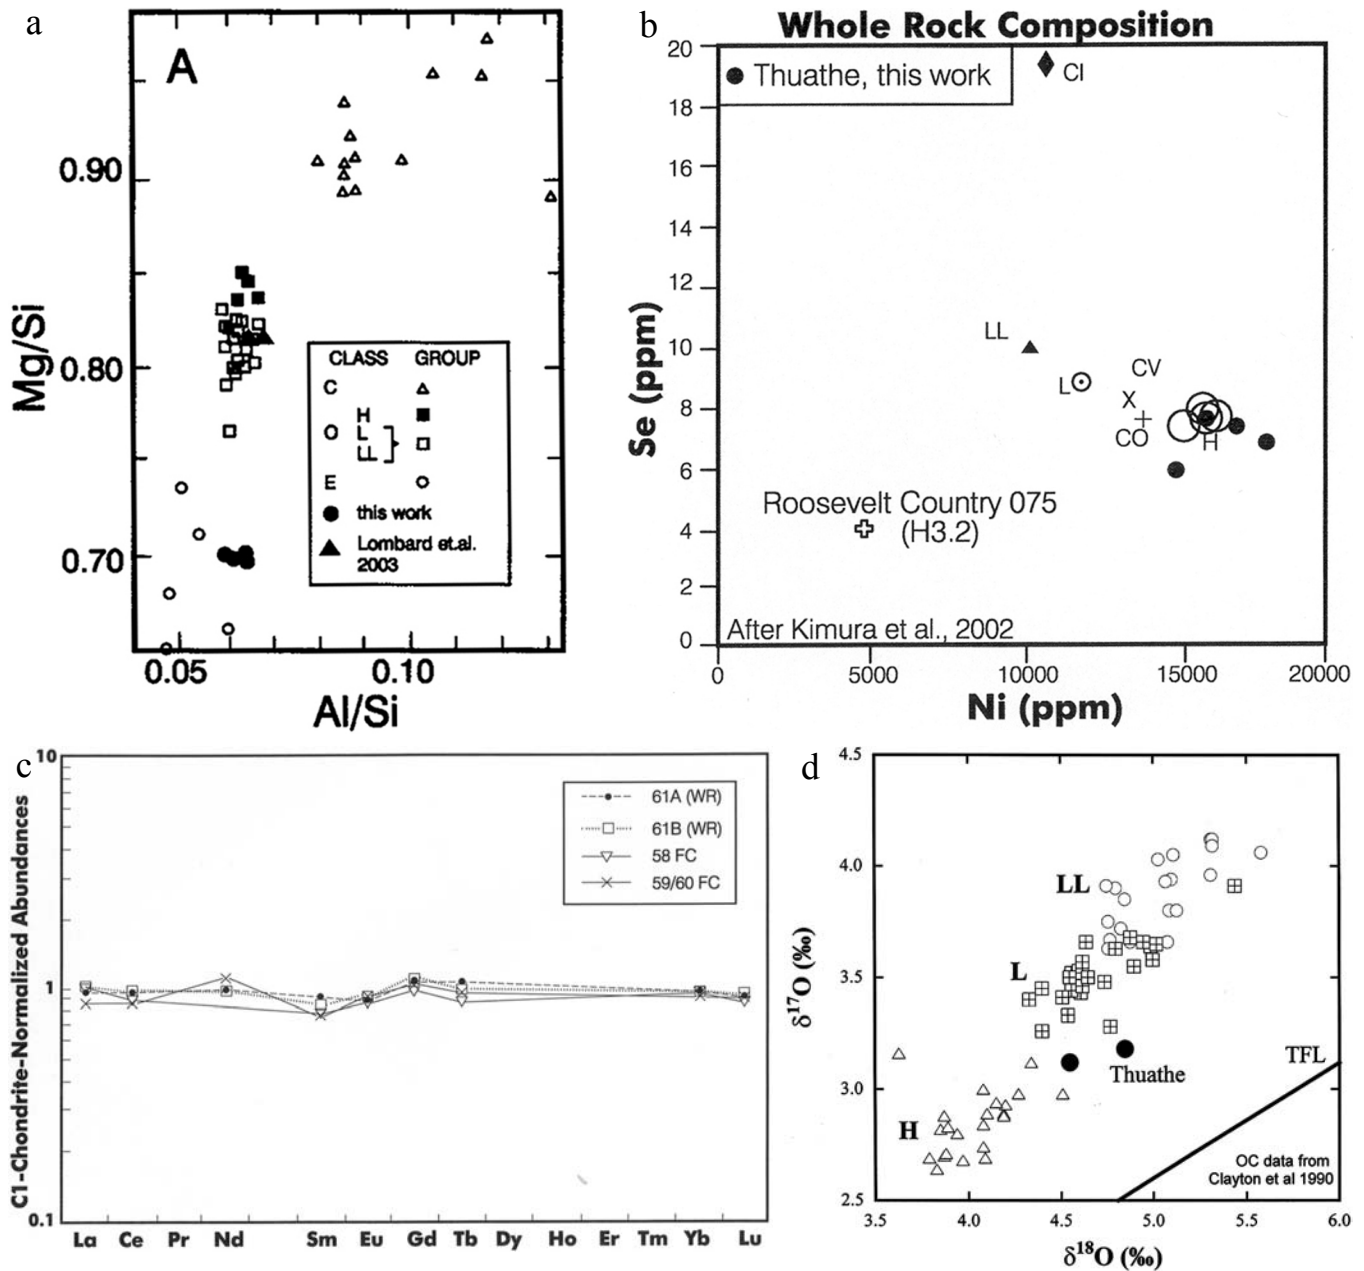 a
A
Mg/Si
0.90
0.80
0.70
0.05
0.10
Al/Si
CLASS GROUP
C
H
L
LL
E
this work
Lombard et.al.
2003
b
Whole Rock Composition
Thuathe, this work
CI
Se (ppm)
20
18
16
14
12
10
8
6
4
2
0
LL
L
CV
X
CO
H
Roosevelt Country 075
(H3.2)
After Kimura et al., 2002
0
5000
10000
15000
20000
Ni (ppm)
c
C1-Chondrite-Normalized Abundances
10
1
0.1
61A (WR)
61B (WR)
58 FC
59/60 FC
La Ce Pr Nd Sm Eu Gd Tb Dy Ho Er Tm Yb Lu
d
δ17O (‰)
4.5
4.0
3.5
3.0
2.5
LL
L
H
Thuathe
TFL
OC data from
Clayton et al 1990
3.5
4.0
4.5
5.0
5.5
6.0
δ18O (‰)